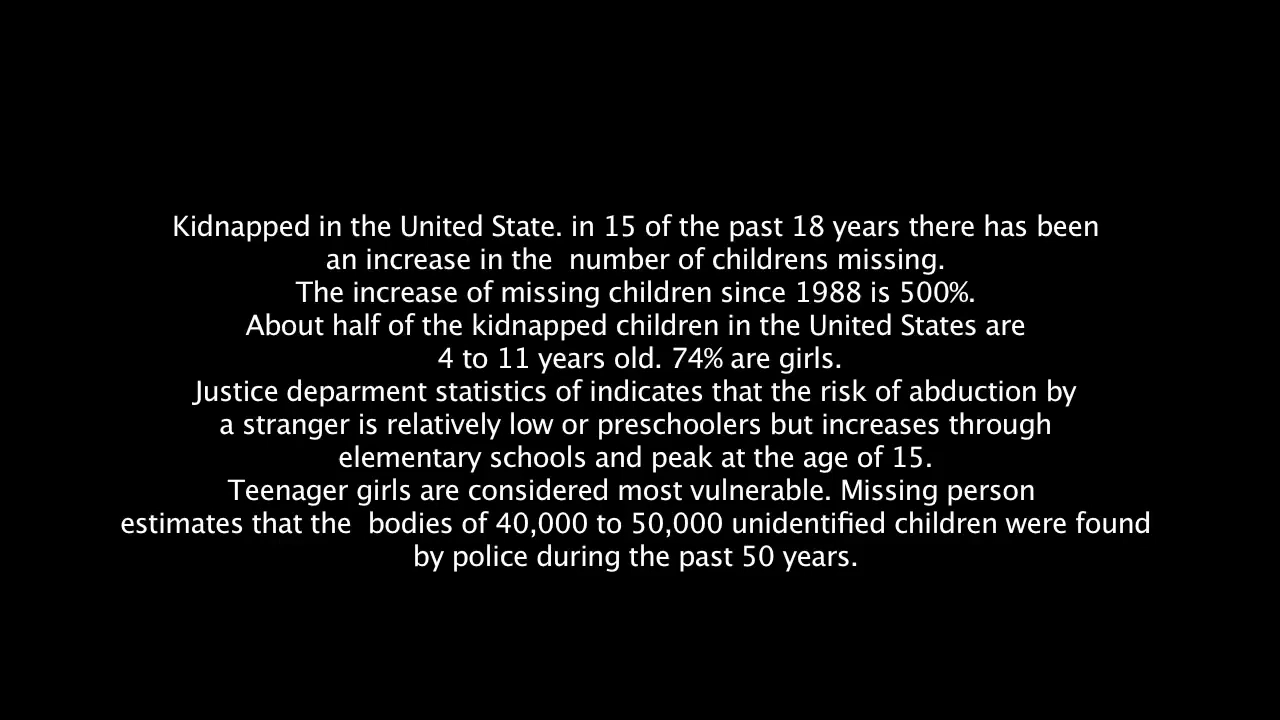 Kidnapped in the United State. in 15 of the past 18 years there has been
an increase in the  number of childrens missing.
The increase of missing children since 1988 is 500%.
About half of the kidnapped children in the United States are
4 to 11 years old. 74% are girls.
Justice deparment statistics of indicates that the risk of abduction by
a stranger is relatively low or preschoolers but increases through
elementary schools and peak at the age of 15.
Teenager girls are considered most vulnerable. Missing person
estimates that the  bodies of 40,000 to 50,000 unidentified children were found
by police during the past 50 years.